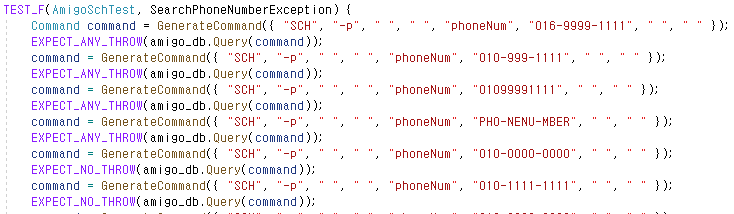 TEST_F(AmigoSchTest, SearchPhoneNumberException) {
Command command = GenerateCommand({ "SCH", "-p", " ", " ", "phoneNum", "016-9999-1111", " ", " ", " " });
EXPECT_ANY_THROW(amigo_db.Query(command));
command = GenerateCommand({ "SCH", "-p", " ", " ", "phoneNum", "010-999-1111", " ", " ", " " });
EXPECT_ANY_THROW(amigo_db.Query(command));
command = GenerateCommand({ "SCH", "-p", " ", " ", "phoneNum", "01099991111", " ", " ", " " });
EXPECT_ANY_THROW(amigo_db.Query(command));
command = GenerateCommand({ "SCH", "-p", " ", " ", "phoneNum", "PHO-NENU-MBER", " ", " ", " " });
EXPECT_ANY_THROW(amigo_db.Query(command));
command = GenerateCommand({ "SCH", "-p", " ", " ", "phoneNum", "010-0000-0000", " ", " ", " " });
EXPECT_NO_THROW(amigo_db.Query(command));
command = GenerateCommand({ "SCH", "-p", " ", " ", "phoneNum", "010-1111-1111", " ", " ", " " });
EXPECT_NO_THROW(amigo_db.Query(command));